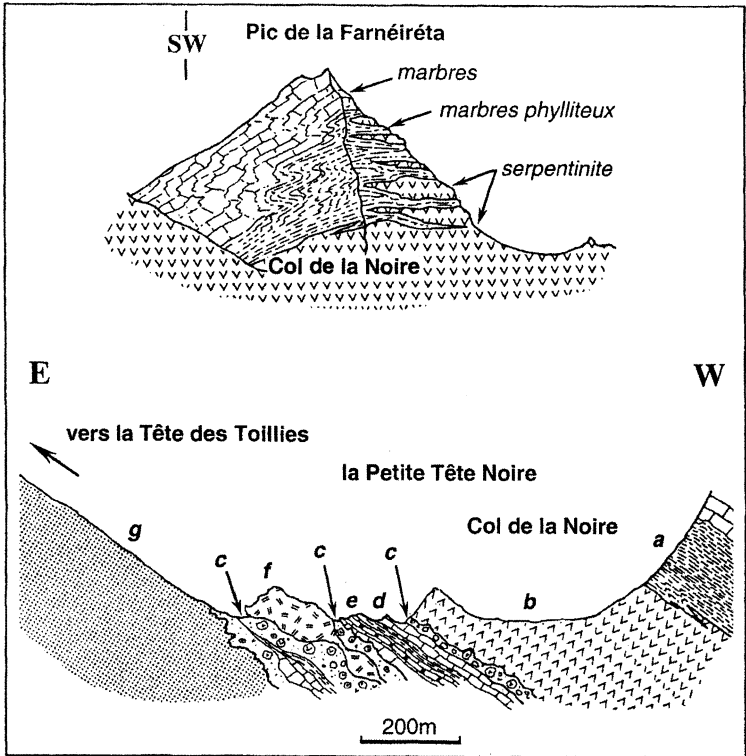 SW
Pic de la Farnéiréta
marbres
marbres phylliteux
serpentinite
Col de la Noire
E
W
vers la Tête des Toillies
la Petite Tête Noire
Col de la Noire
g
c
f
c
e
d
c
b
a
200m